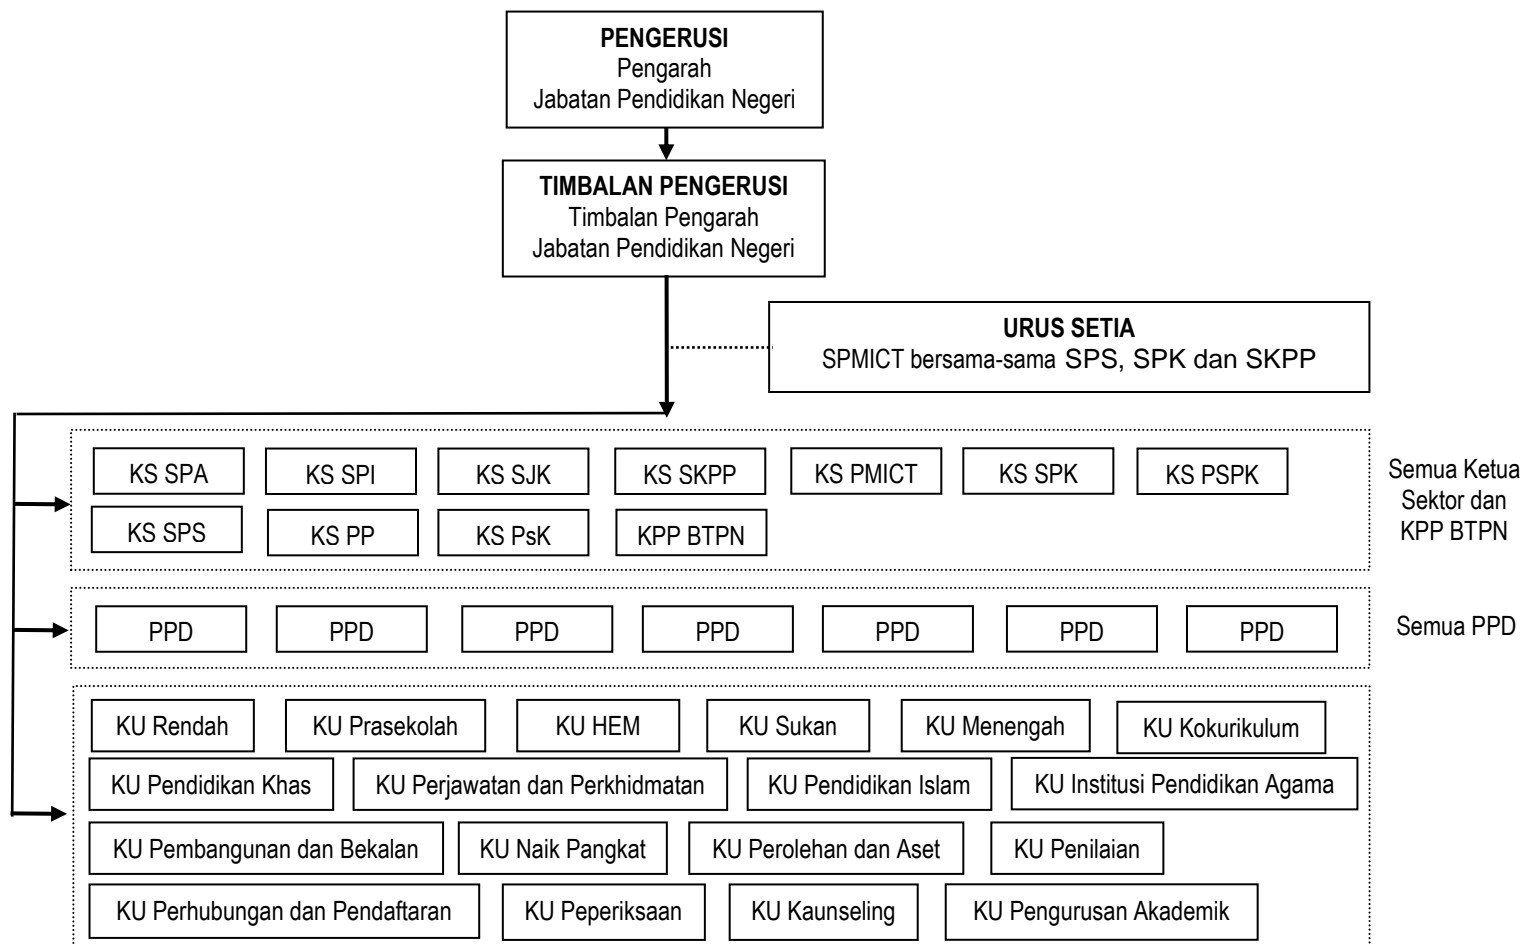 PENGERUSI
Pengarah
Jabatan Pendidikan Negeri
TIMBALAN PENGERUSI
Timbalan Pengarah
Jabatan Pendidikan Negeri
URUS SETIA
SPMICT bersama-sama SPS, SPK dan SKPP
KS SPA
KS SPI
KS SJK
KS SKPP
KS PMICT
KS SPK
KS PSPK
KS SPS
KS PP
KS PsK
KPP BTPN
Semua Ketua
Sektor dan
KPP BTPN
PPD
PPD
PPD
PPD
PPD
PPD
PPD
Semua PPD
KU Rendah
KU Prasekolah
KU HEM
KU Sukan
KU Menengah
KU Kokurikulum
KU Pendidikan Khas
KU Perjawatan dan Perkhidmatan
KU Pendidikan Islam
KU Institusi Pendidikan Agama
KU Pembangunan dan Bekalan
KU Naik Pangkat
KU Perolehan dan Aset
KU Penilaian
KU Perhubungan dan Pendaftaran
KU Peperiksaan
KU Kaunseling
KU Pengurusan Akademik